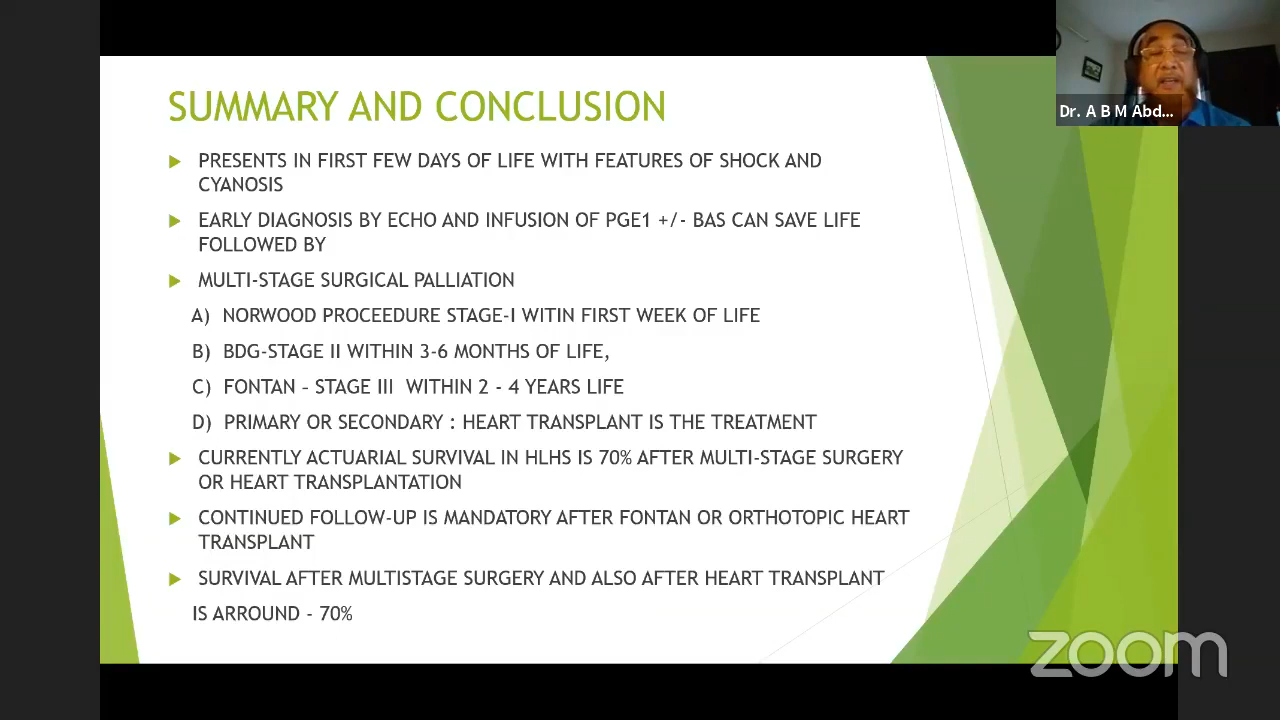 SUMMARY AND CONCLUSION
PRESENTS IN FIRST FEW DAYS OF LIFE WITH FEATURES OF SHOCK AND
CYANOSIS
EARLY DIAGNOSIS BY ECHO AND INFUSION OF PGE1 +/- BAS CAN SAVE LIFE
FOLLOWED BY
MULTI-STAGE SURGICAL PALLIATION
A) NORWOOD PROCEEDURE STAGE-I WITIN FIRST WEEK OF LIFE
B) BDG-STAGE II WITHIN 3-6 MONTHS OF LIFE,
C) FONTAN – STAGE III WITHIN 2 - 4 YEARS LIFE
D) PRIMARY OR SECONDARY : HEART TRANSPLANT IS THE TREATMENT
CURRENTLY ACTUARIAL SURVIVAL IN HLHS IS 70% AFTER MULTI-STAGE SURGERY
OR HEART TRANSPLANTATION
CONTINUED FOLLOW-UP IS MANDATORY AFTER FONTAN OR ORTHOTOPIC HEART
TRANSPLANT
SURVIVAL AFTER MULTISTAGE SURGERY AND ALSO AFTER HEART TRANSPLANT
IS ARROUND - 70%
Dr. A B M Abd...
zoom